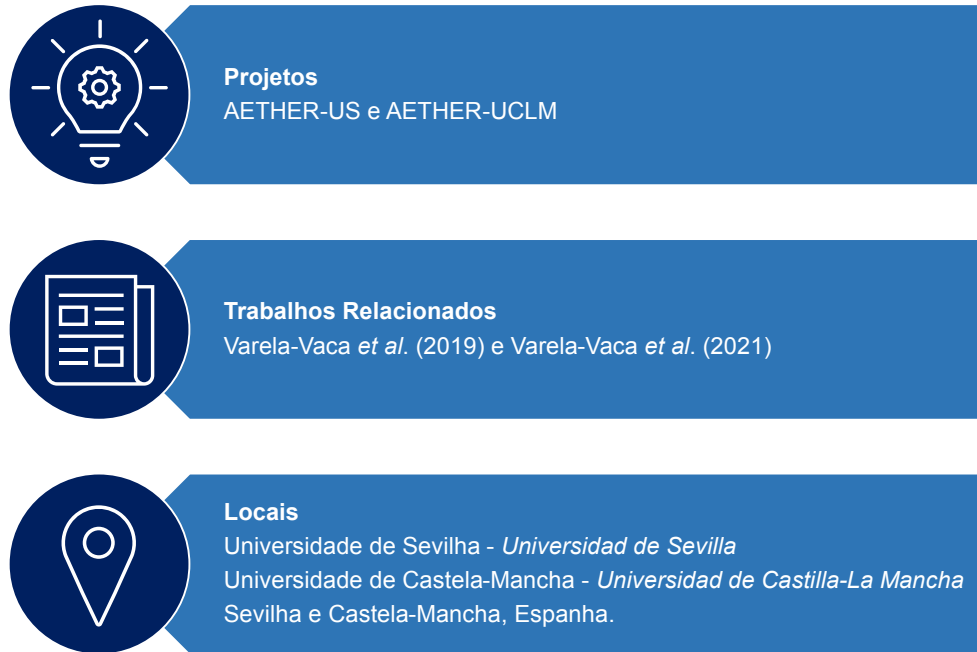 Projetos
AETHER-US e AETHER-UCLM
Trabalhos Relacionados
Varela-Vaca et al. (2019) e Varela-Vaca et al. (2021)
Locais
Universidade de Sevilha - Universidad de Sevilla
Universidade de Castela-Mancha - Universidad de Castilla-La Mancha
Sevilha e Castela-Mancha, Espanha.